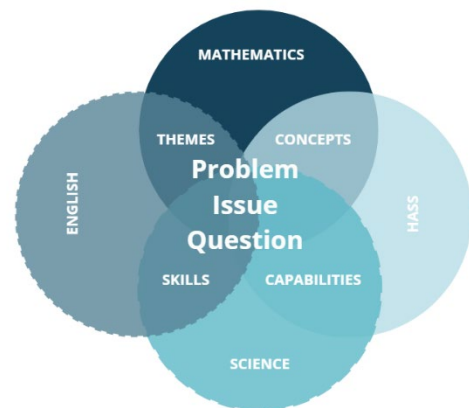 MATHEMATICS
THEMES
CONCEPTS
Problem
Issue
Question
ENGLISH
HASS
SKILLS
CAPABILITIES
SCIENCE